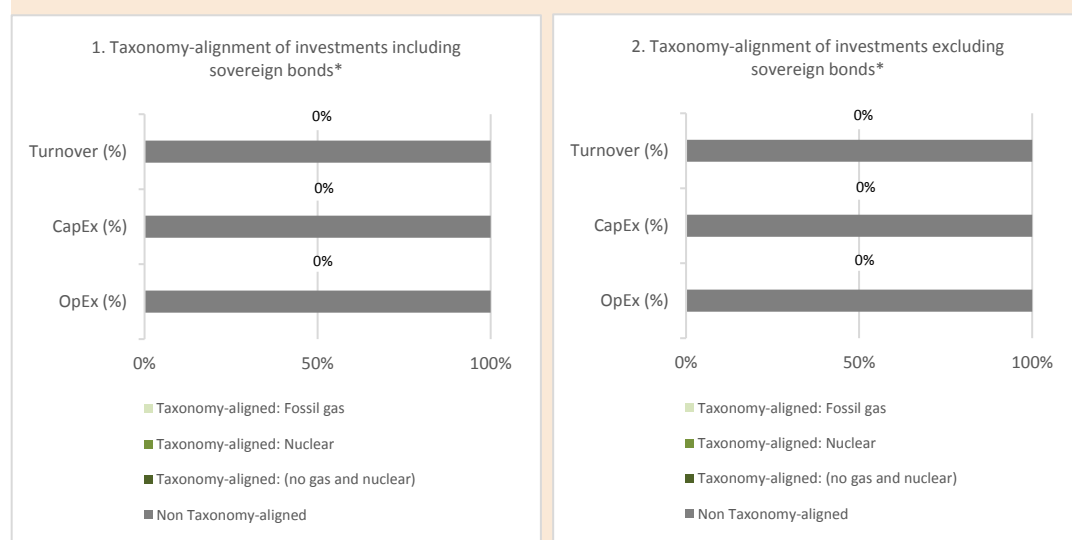 1. Taxonomy-alignment of investments including
sovereign bonds*
0%
Turnover (%)
0%
CapEx (%)
0%
OpEx (%)
0%
50%
100%
Taxonomy-aligned: Fossil gas
Taxonomy-aligned: Nuclear
Taxonomy-aligned: (no gas and nuclear)
Non Taxonomy-aligned
2. Taxonomy-alignment of investments excluding
sovereign bonds*
0%
Turnover (%)
0%
CapEx (%)
0%
OpEx (%)
0%
50%
100%
Taxonomy-aligned: Fossil gas
Taxonomy-aligned: Nuclear
Taxonomy-aligned: (no gas and nuclear)
Non Taxonomy-aligned